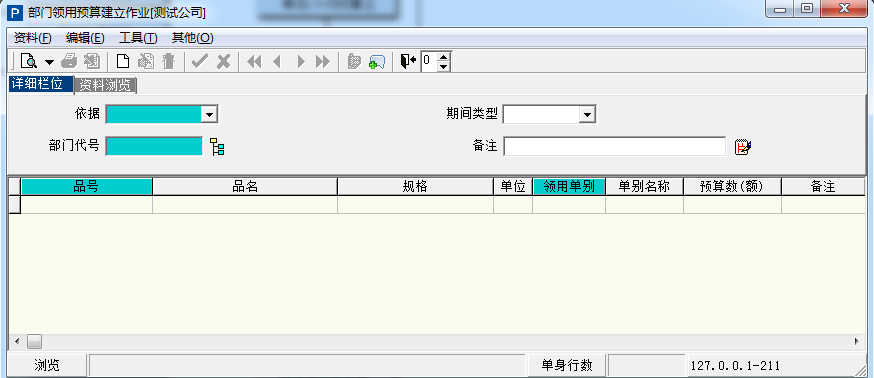 部门领用预算建立作业[测试公司]
资料(F) 编辑(E) 工具(T) 其他(O)
0
详细栏位 资料浏览
依据 期间类型
部门代号 备注
品号 品名 规格 单位 领用单别 单别名称 预算数(额) 备注
浏览 单身行数 127.0.0.1-211